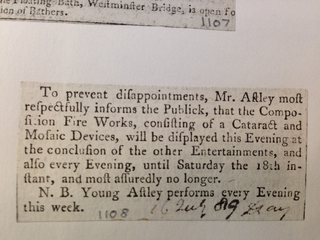 he Floating-Bath, Westminster Bridge, is open fo
ion of Bathers.
1107
To prevent disappointments, Mr. Astley most
respectfully informs the Publick, that the Compo-
sition Fire Works, consisting of a Cataract and
Mosaic Devices, will be displayed this Evening at
the conclusion of the other Entertainments, and
also every Evening, until Saturday the 18th in-
stant, and most assuredly no longer.
N. B. Young Astley performs every Evening
this week.
1108 16 July 89